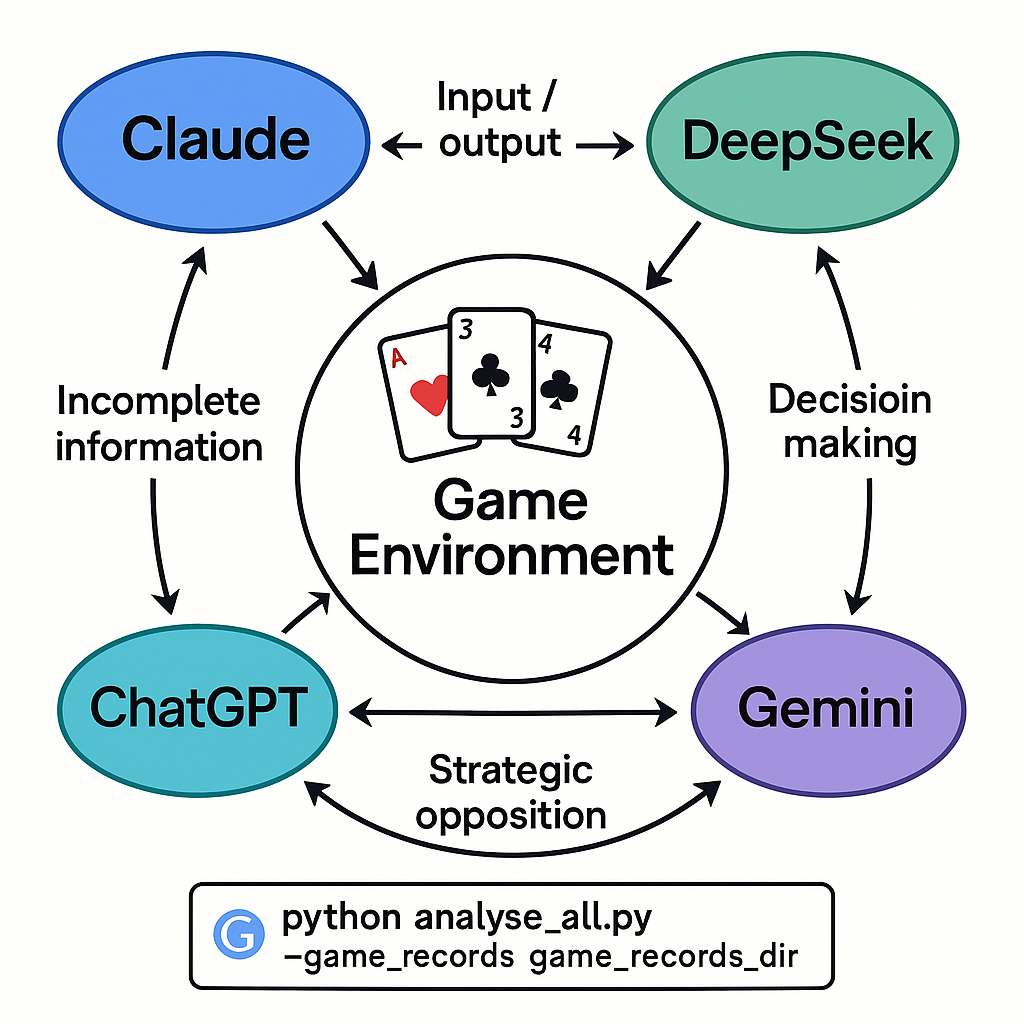 Claude
Input /
output
DeepSeek
A
3
3
4
4
Incomplete
information
Decisioin
making
Game
Environment
ChatGPT
Gemini
Strategic
opposition
G
python analyse_all.py
–game_records game_records_dir